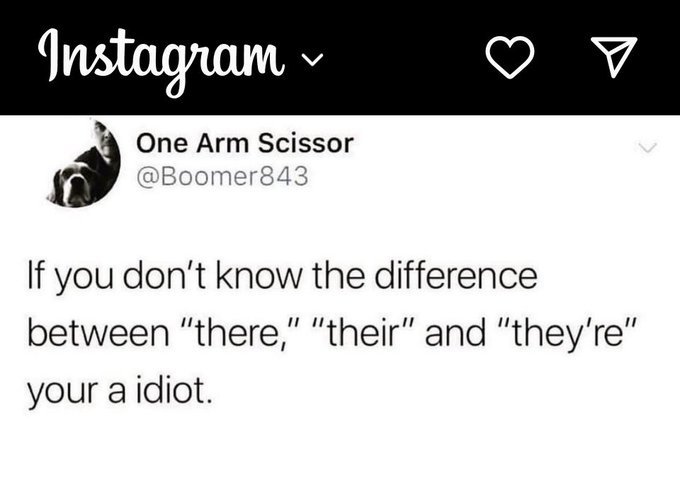 Instagram
One Arm Scissor
@Boomer843
If you don't know the difference
between "there," "their" and "they're"
your a idiot.